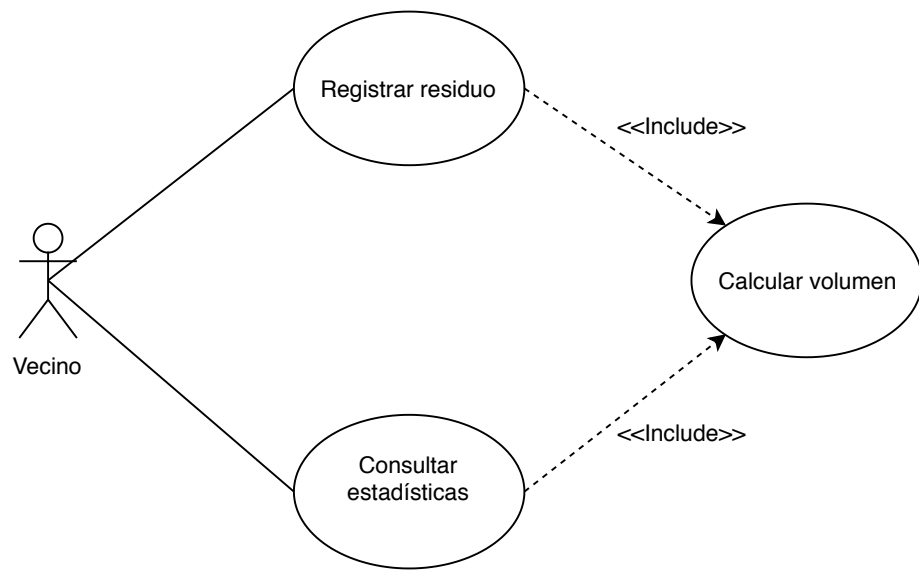 Registrar residuo
<<Include>>
Calcular volumen
Vecino
<<Include>>
Consultar
estadísticas